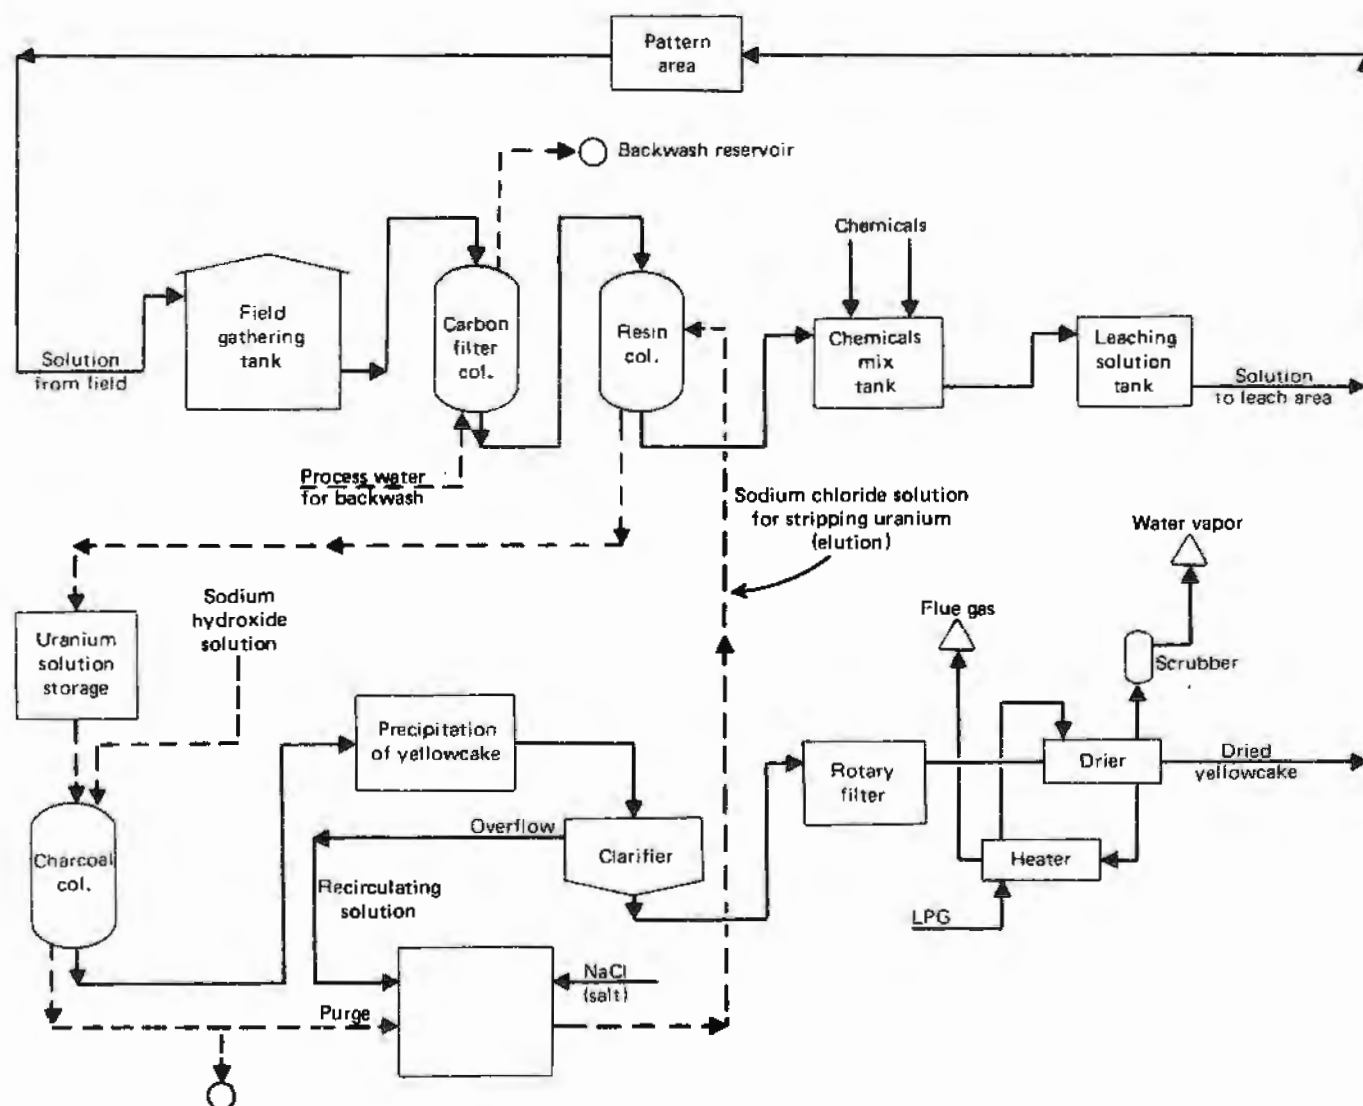 Pattern
area
Backwash reservoir
Chemicals
Field
gathering
tank
Carbon
filter
col.
Resin
col.
Chemicals
mix
tank
Leaching
solution
tank
Solution
from field
Solution
to leach area
Process water
for backwash
Sodium chloride solution
for stripping uranium
(elution)
Water vapor
Sodium
hydroxide
solution
Flue gas
Uranium
solution
storage
Scrubber
Precipitation
of yellowcake
Rotary
filter
Drier
Dried
yellowcake
Overflow
Clarifier
Charcoal
col.
Heater
Recirculating
solution
LPG
NaCl
(salt)
Purge